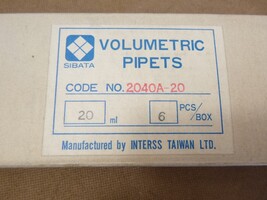 VOLUMETRIC
PIPETS
SIBATA
CODE NO. 2040A-20
20 ml 6 PCS/BOX
Manufactured by INTERSS TAIWAN LTD.